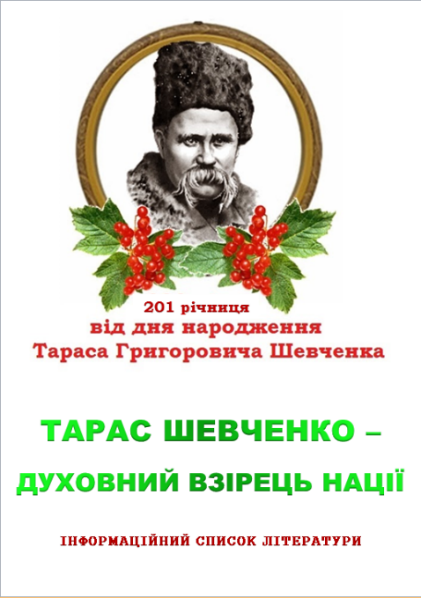 201 річниця
від дня народження
Тараса Григоровича Шевченка
ТАРАС ШЕВЧЕНКО –
ДУХОВНИЙ ВЗІРЕЦЬ НАЦІЇ
ІНФОРМАЦІЙНИЙ СПИСОК ЛІТЕРАТУРИ